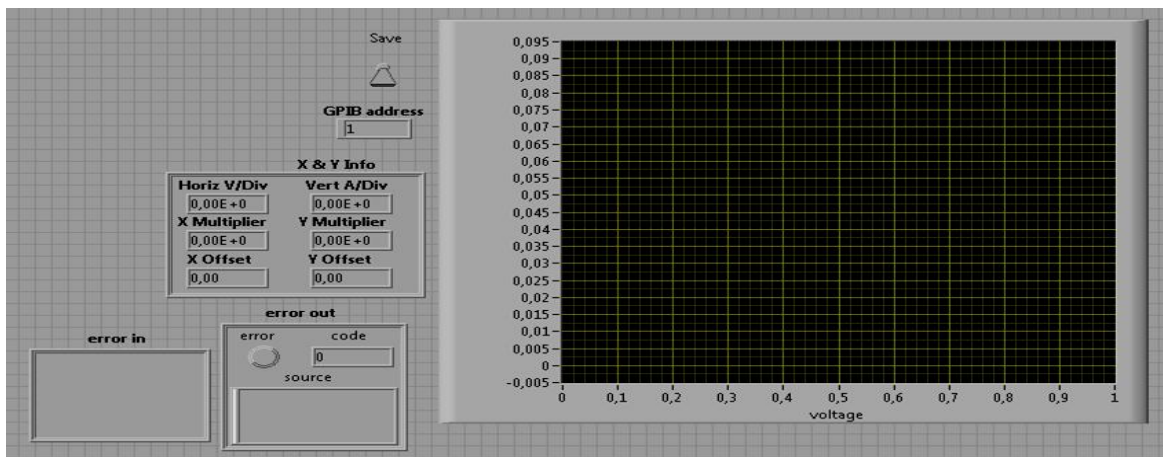 Save
GPIB address
1
X & Y Info
Horiz V/Div Vert A/Div
0,00E+0 0,00E+0
X Multiplier Y Multiplier
0,00E+0 0,00E+0
X Offset Y Offset
0,00 0,00
error in
error out
error code
0
source
0,095
0,09
0,085
0,08
0,075
0,07
0,065
0,06
0,055
0,05
0,045
0,04
0,035
0,03
0,025
0,02
0,015
0,01
0,005
0
-0,005
0 0,1 0,2 0,3 0,4 0,5 0,6 0,7 0,8 0,9 1
voltage